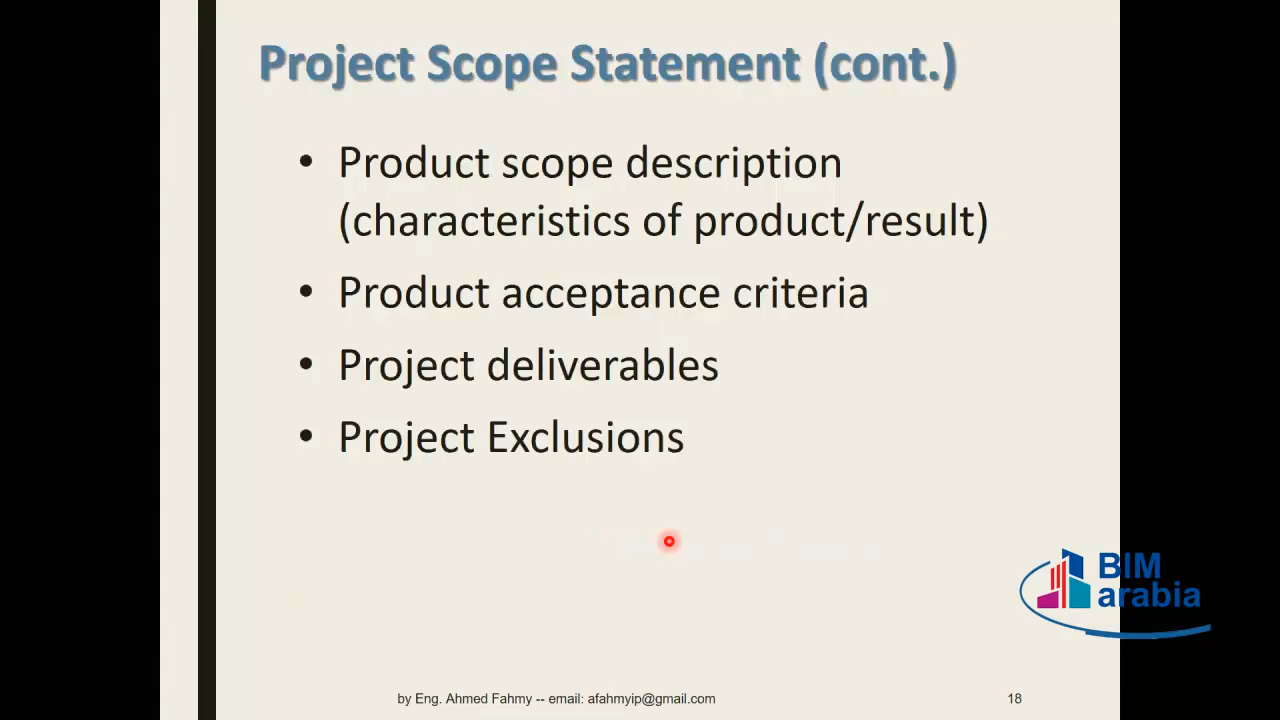 Project Scope Statement (cont.)
• Product scope description
(characteristics of product/result)
• Product acceptance criteria
• Project deliverables
• Project Exclusions
BIM
arabia
by Eng. Ahmed Fahmy -- email: afahmyip@gmail.com
18